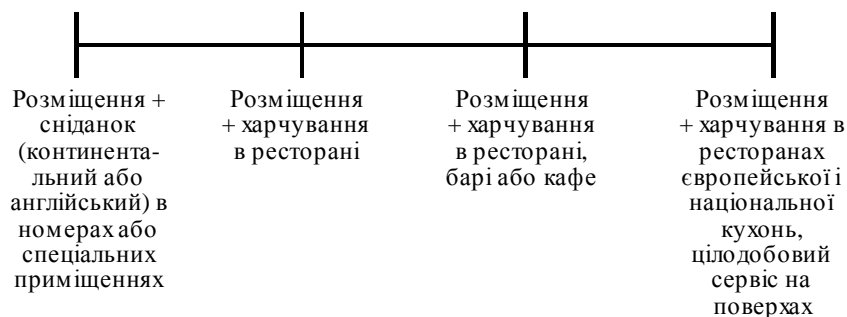 Розміщення +
сніданок
(континента-
льний або
англійський) в
номерах або
спеціальних
приміщеннях
Розміщення
+ харчування
в ресторані
Розміщення
+ харчування
в ресторані,
барі або кафе
Розміщення
+ харчування в
ресторанах
європейської і
національної
кухонь,
цілодобовий
сервіс на
поверхах